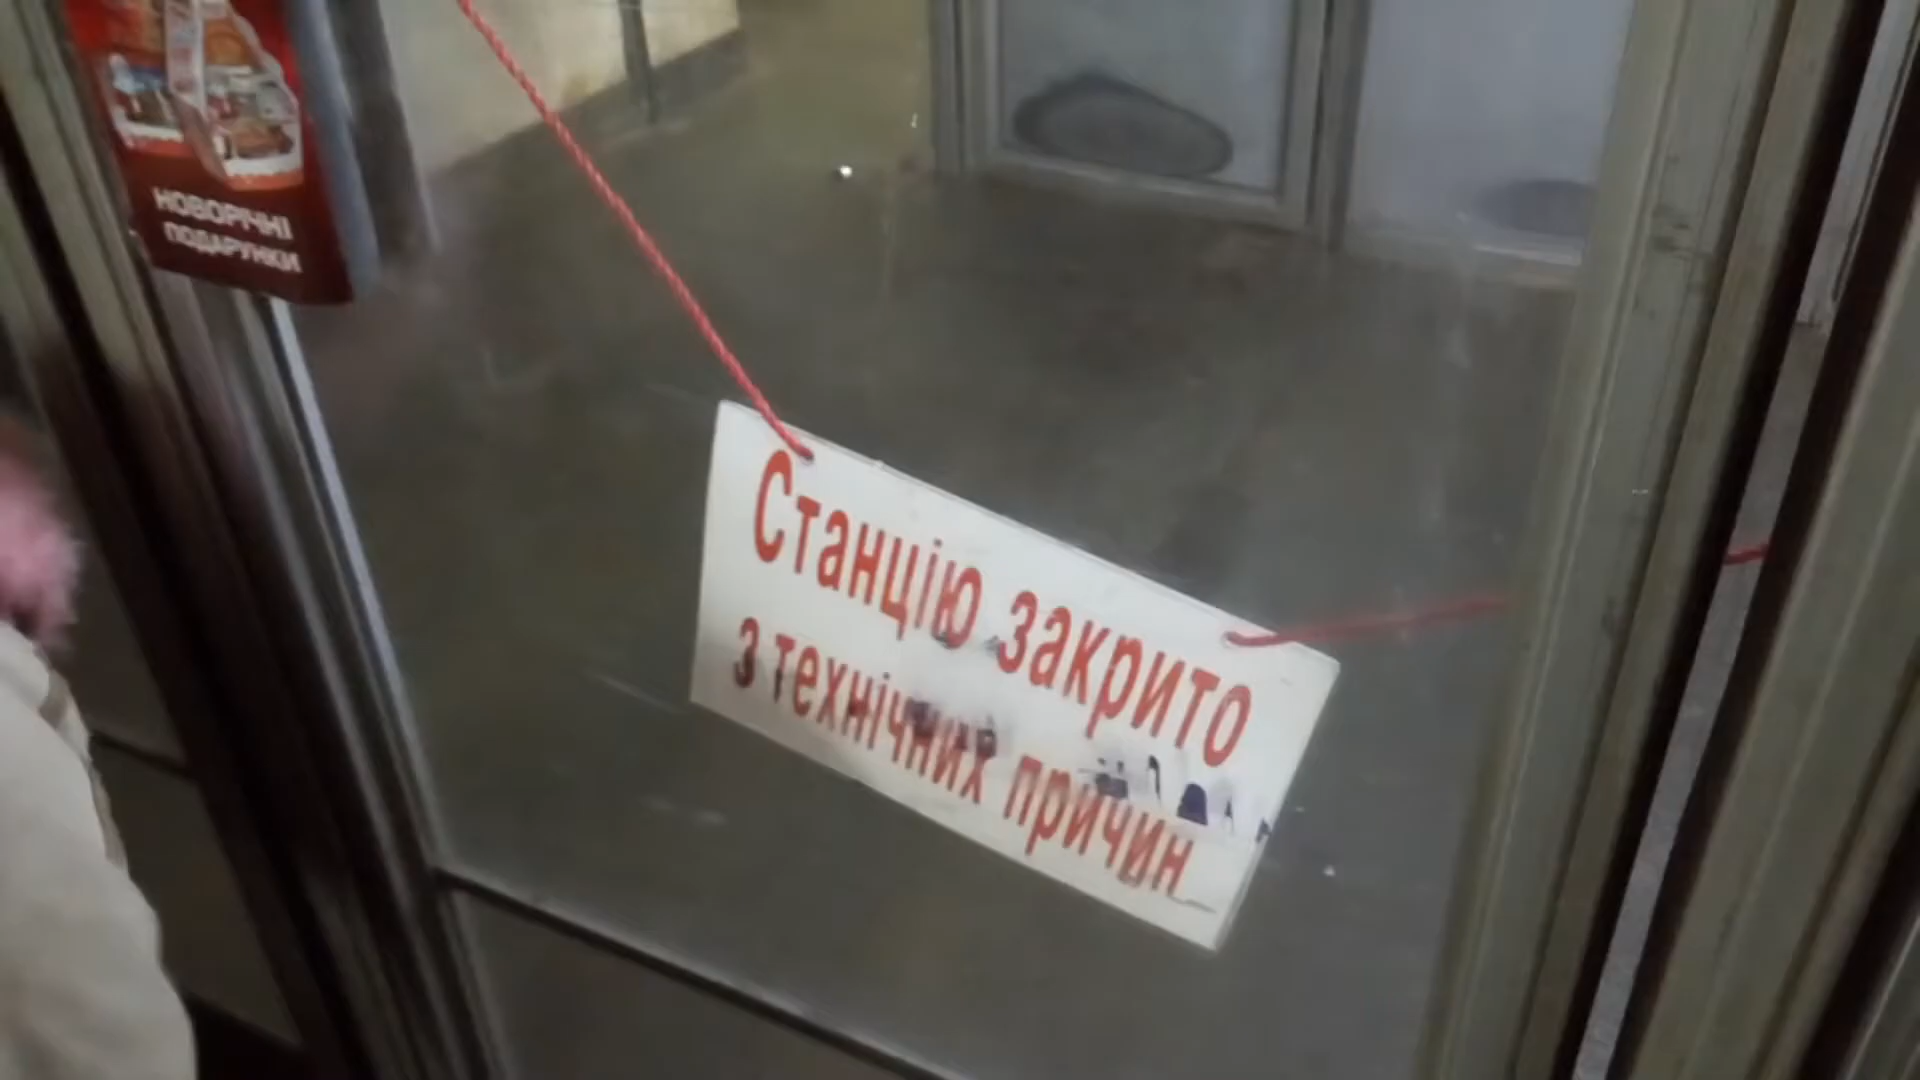 НОВОРІЧНІ
ПОДАРУНКИ
Станцію закрито
з технічних причин